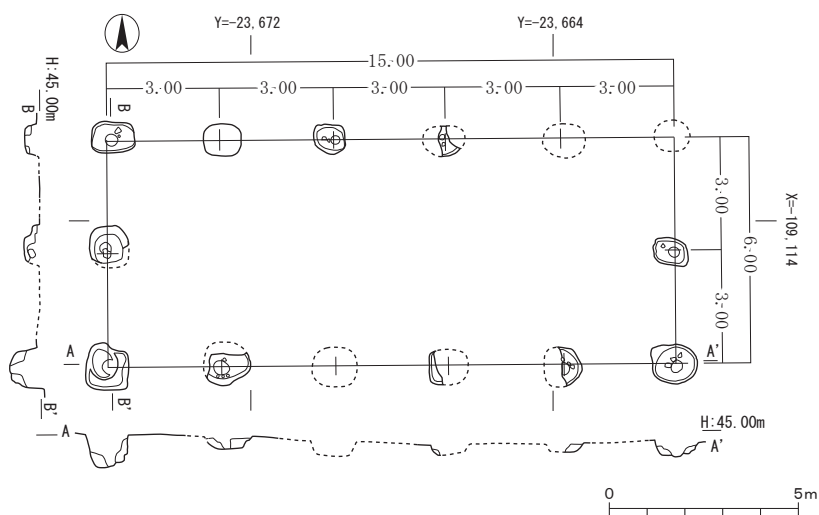 Y=-23,672
Y=-23,664
15.00
3.00
3.00
3.00
3.00
3.00
H:45.00m
B
B
X=-109,114
3.00
6.00
3.00
A
A'
B'
B'
A
H:45.00m
A'
0
5m